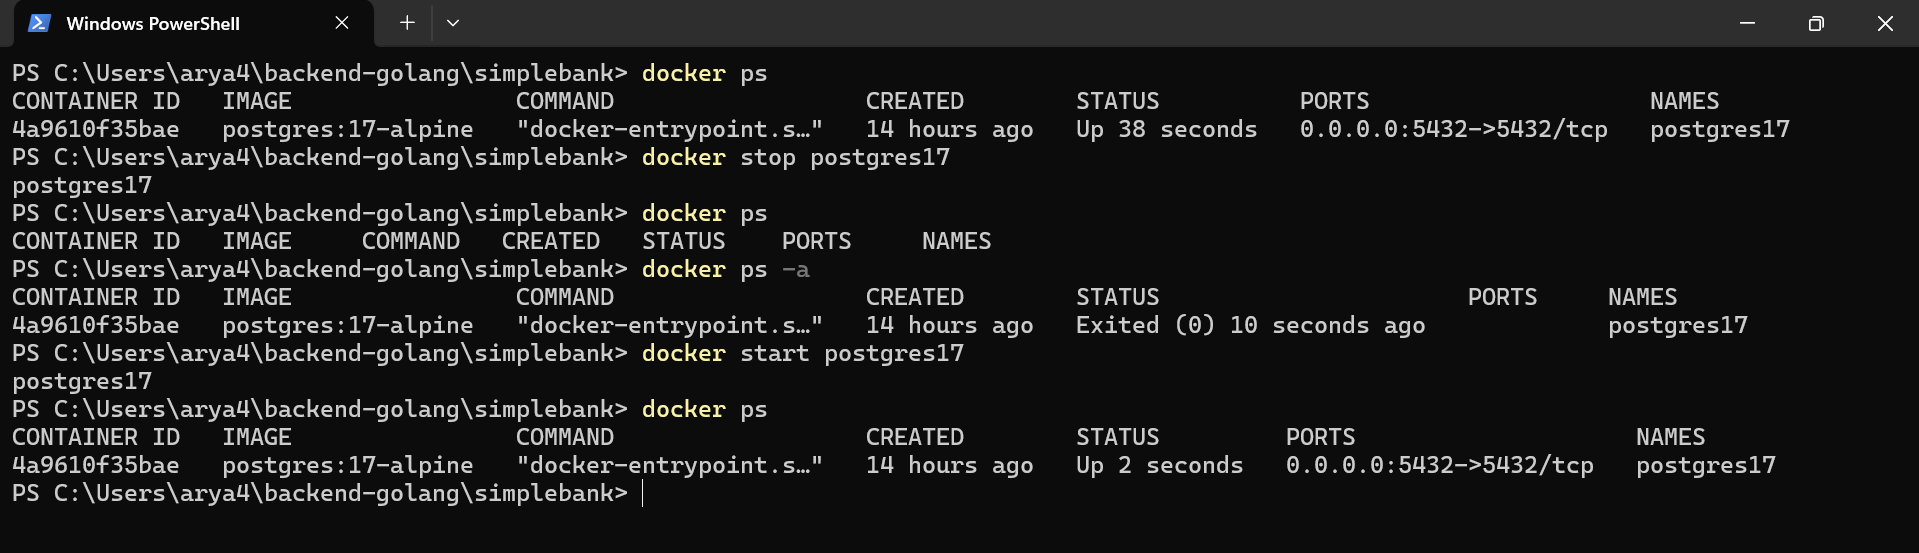 Windows PowerShell
PS C:\Users\arya4\backend-golang\simplebank> docker ps
CONTAINER ID   IMAGE                COMMAND                  CREATED        STATUS          PORTS                    NAMES
4a9610f35bae   postgres:17-alpine   "docker-entrypoint.s…"   14 hours ago   Up 38 seconds   0.0.0.0:5432->5432/tcp   postgres17
PS C:\Users\arya4\backend-golang\simplebank> docker stop postgres17
postgres17
PS C:\Users\arya4\backend-golang\simplebank> docker ps
CONTAINER ID   IMAGE     COMMAND   CREATED   STATUS    PORTS     NAMES
PS C:\Users\arya4\backend-golang\simplebank> docker ps -a
CONTAINER ID   IMAGE                COMMAND                  CREATED        STATUS                      PORTS     NAMES
4a9610f35bae   postgres:17-alpine   "docker-entrypoint.s…"   14 hours ago   Exited (0) 10 seconds ago             postgres17
PS C:\Users\arya4\backend-golang\simplebank> docker start postgres17
postgres17
PS C:\Users\arya4\backend-golang\simplebank> docker ps
CONTAINER ID   IMAGE                COMMAND                  CREATED        STATUS         PORTS                    NAMES
4a9610f35bae   postgres:17-alpine   "docker-entrypoint.s…"   14 hours ago   Up 2 seconds   0.0.0.0:5432->5432/tcp   postgres17
PS C:\Users\arya4\backend-golang\simplebank>